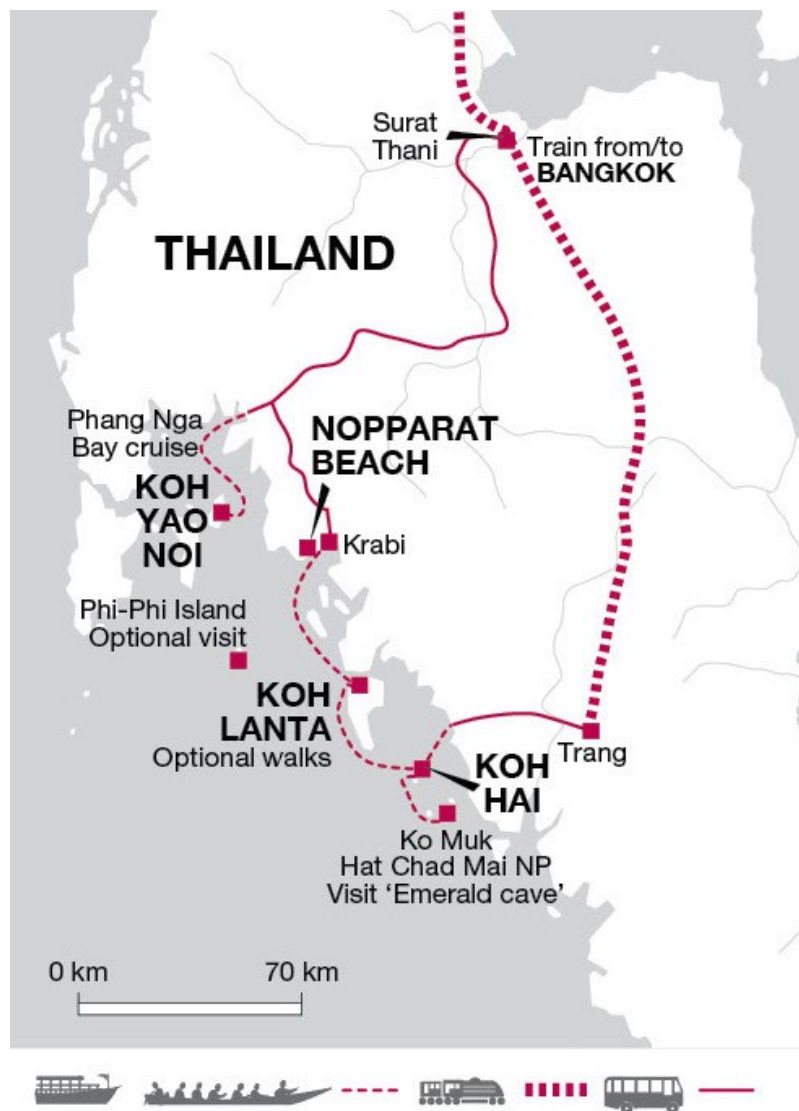 Surat
Thani
Train from/to
BANGKOK
THAILAND
Phang Nga
Bay cruise
NOPPARAT
BEACH
KOH
YAO
NOI
Krabi
Phi-Phi Island
Optional visit
KOH
LANTA
Optional walks
KOH
HAI
Trang
Ko Muk
Hat Chad Mai NP
Visit ‘Emerald cave’
0 km
70 km